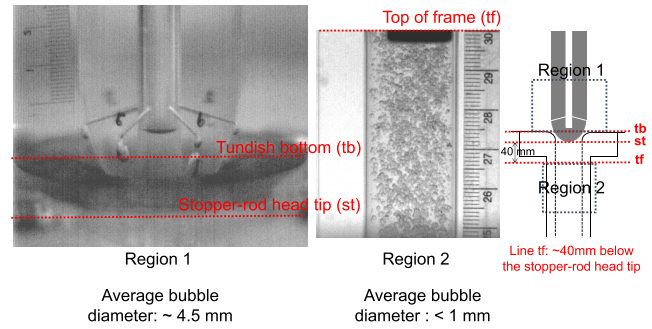 Top of frame (tf)
30
29
28
27
26
Tundish bottom (tb)
Stopper-rod head tip (st)
Region 1
tb
st
40 mm
tf
Region 2
Line tf: ~40mm below
the stopper-rod head tip
Region 1
Average bubble
diameter: ~ 4.5 mm
Region 2
Average bubble
diameter : < 1 mm